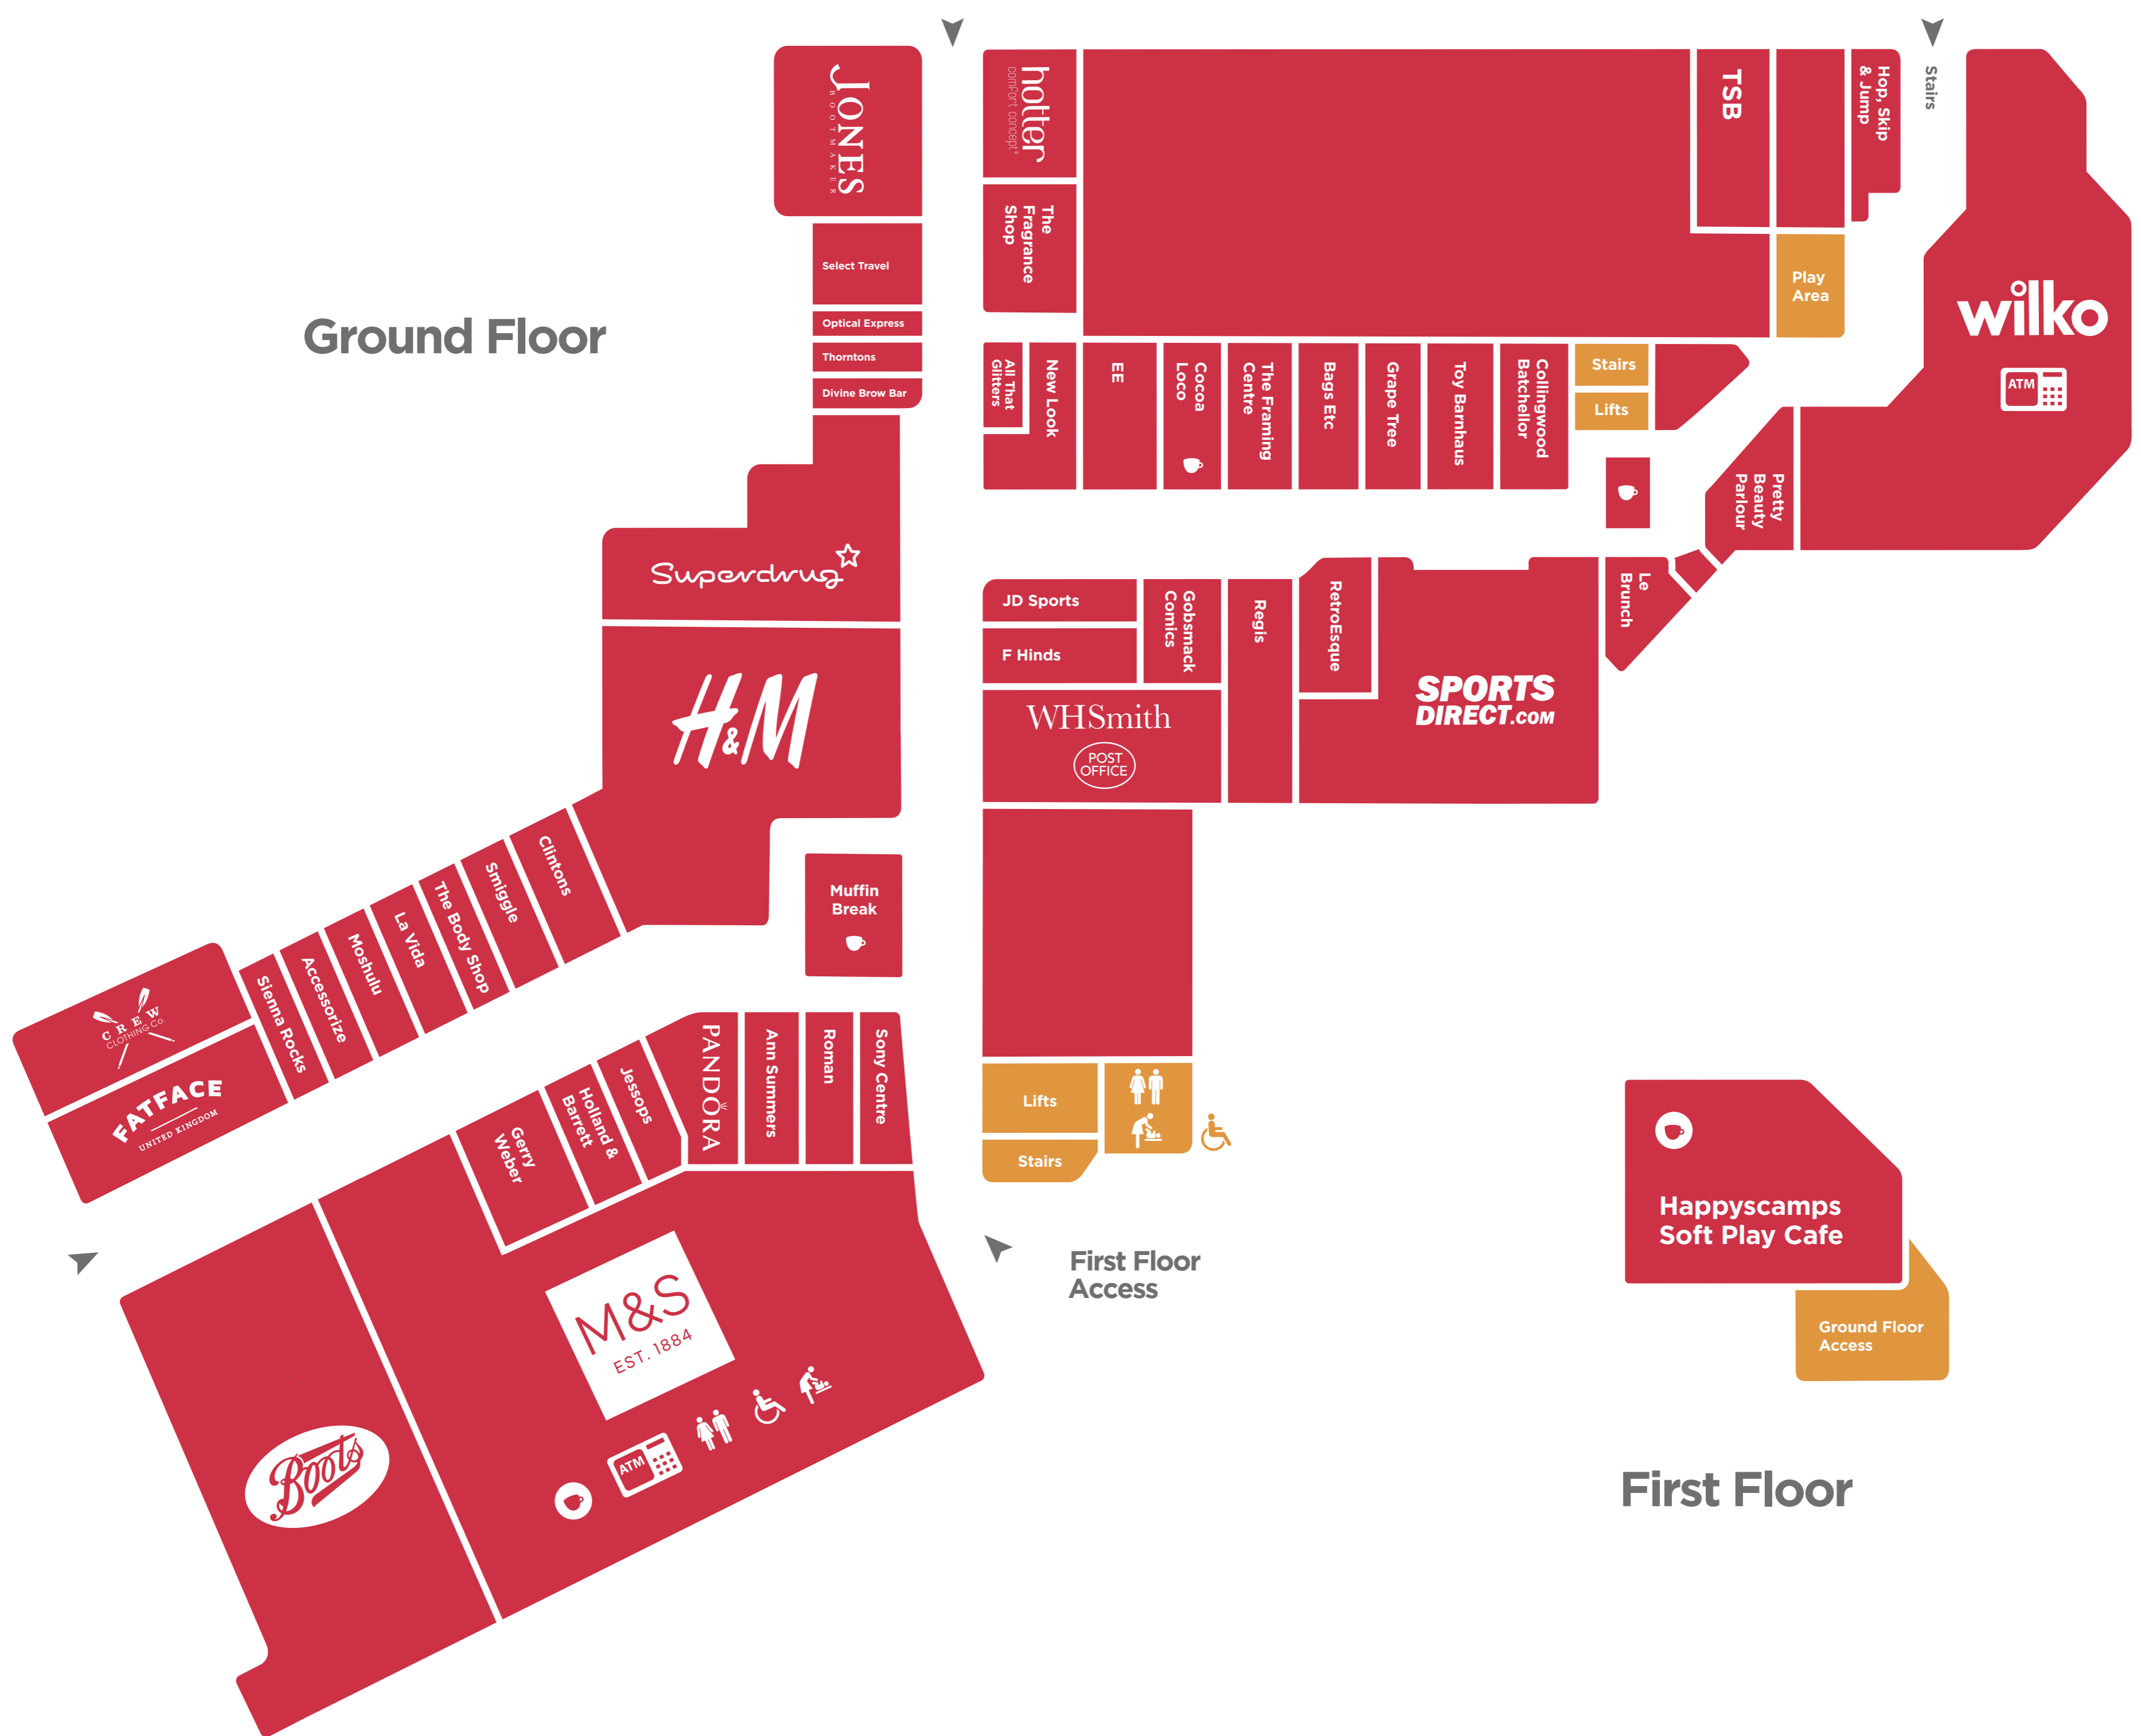 JONES
BOOTMAKER
Select Travel
Optical Express
Thorntons
Divine Brow Bar
Ground Floor
Superdrug
H&M
Clintons
Smiggle
The Body Shop
La Vida
Moshulu
Accessorize
Sienna Rocks
CREW
CLOTHING Co.
FATFACE
UNITED KINGDOM
Muffin
Break
hotter
comfort concept®
The
Fragrance
Shop
All That
Glitters
New Look
EE
Cocoa
Loco
The Framing
Centre
Bags Etc
Grape Tree
Toy Barnhaus
Collingwood
Batchellor
Stairs
Lifts
TSB
Hop, Skip
& Jump
Stairs
Play
Area
wilko
ATM
Pretty
Beauty
Parlour
Le
Brunch
JD Sports
F Hinds
Gobsmack
Comics
Regis
RetroEsque
SPORTS
DIRECT.COM
WHSmith
POST
OFFICE
Lifts
Stairs
First Floor
Access
Gerry
Weber
Holland &
Barrett
Jessops
PANDORA
Ann Summers
Roman
Sony Centre
M&S
EST. 1884
ATM
Boots
Happyscamps
Soft Play Cafe
Ground Floor
Access
First Floor